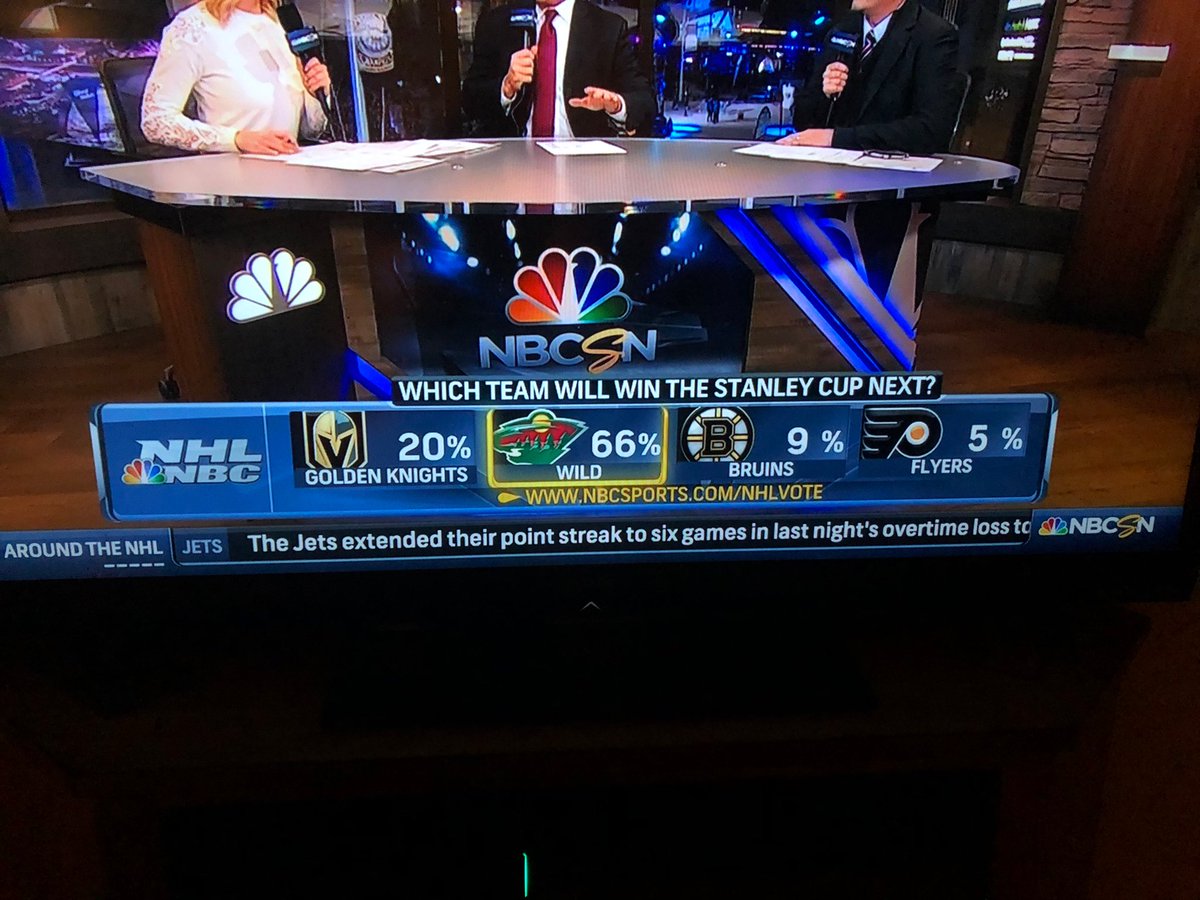 NBCSN
WHICH TEAM WILL WIN THE STANLEY CUP NEXT?
NHL
NBC
20%
GOLDEN KNIGHTS
66%
WILD
B
9 %
BRUINS
5 %
FLYERS
WWW.NBCSPORTS.COM/NHLVOTE
AROUND THE NHL
JETS
The Jets extended their point streak to six games in last night's overtime loss to
NBCSN